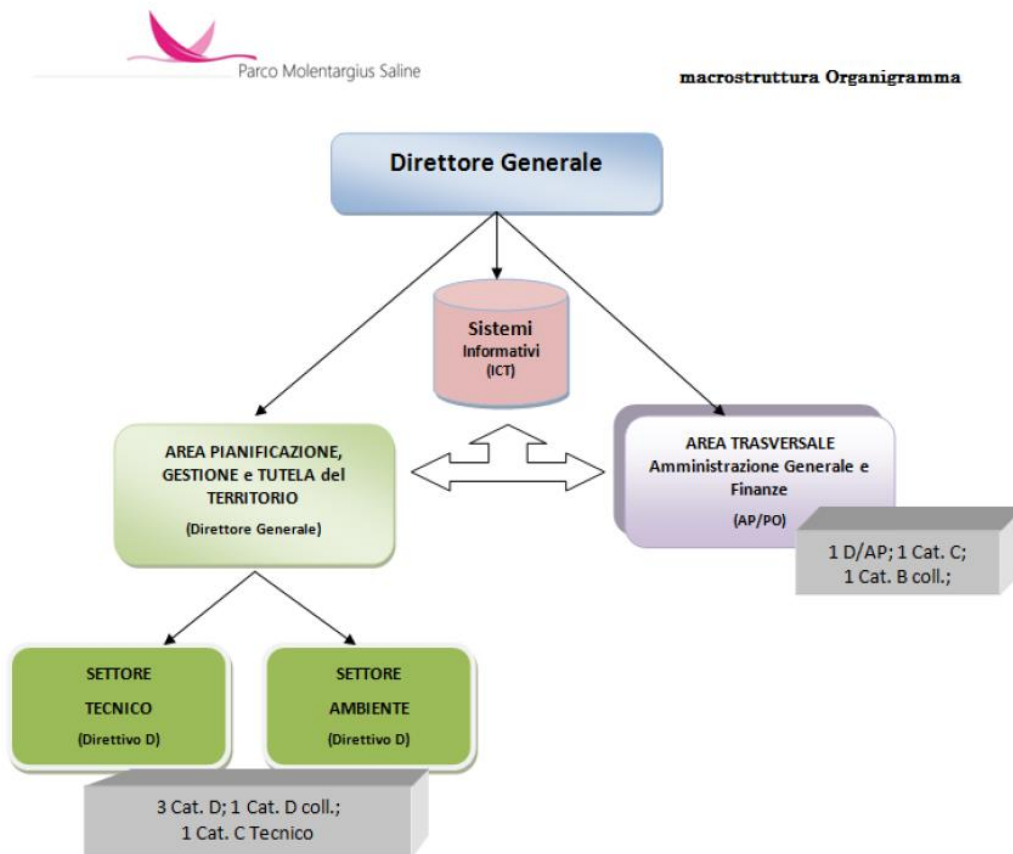 Parco Molentargius Saline
macrostruttura Organigramma
Direttore Generale
Sistemi
Informativi
(ICT)
AREA PIANIFICAZIONE,
GESTIONE e TUTELA del
TERRITORIO
(Direttore Generale)
AREA TRASVERSALE
Amministrazione Generale e
Finanze
(AP/PO)
1 D/AP; 1 Cat. C;
1 Cat. B coll.;
SETTORE
TECNICO
(Direttivo D)
SETTORE
AMBIENTE
(Direttivo D)
3 Cat. D; 1 Cat. D coll.;
1 Cat. C Tecnico